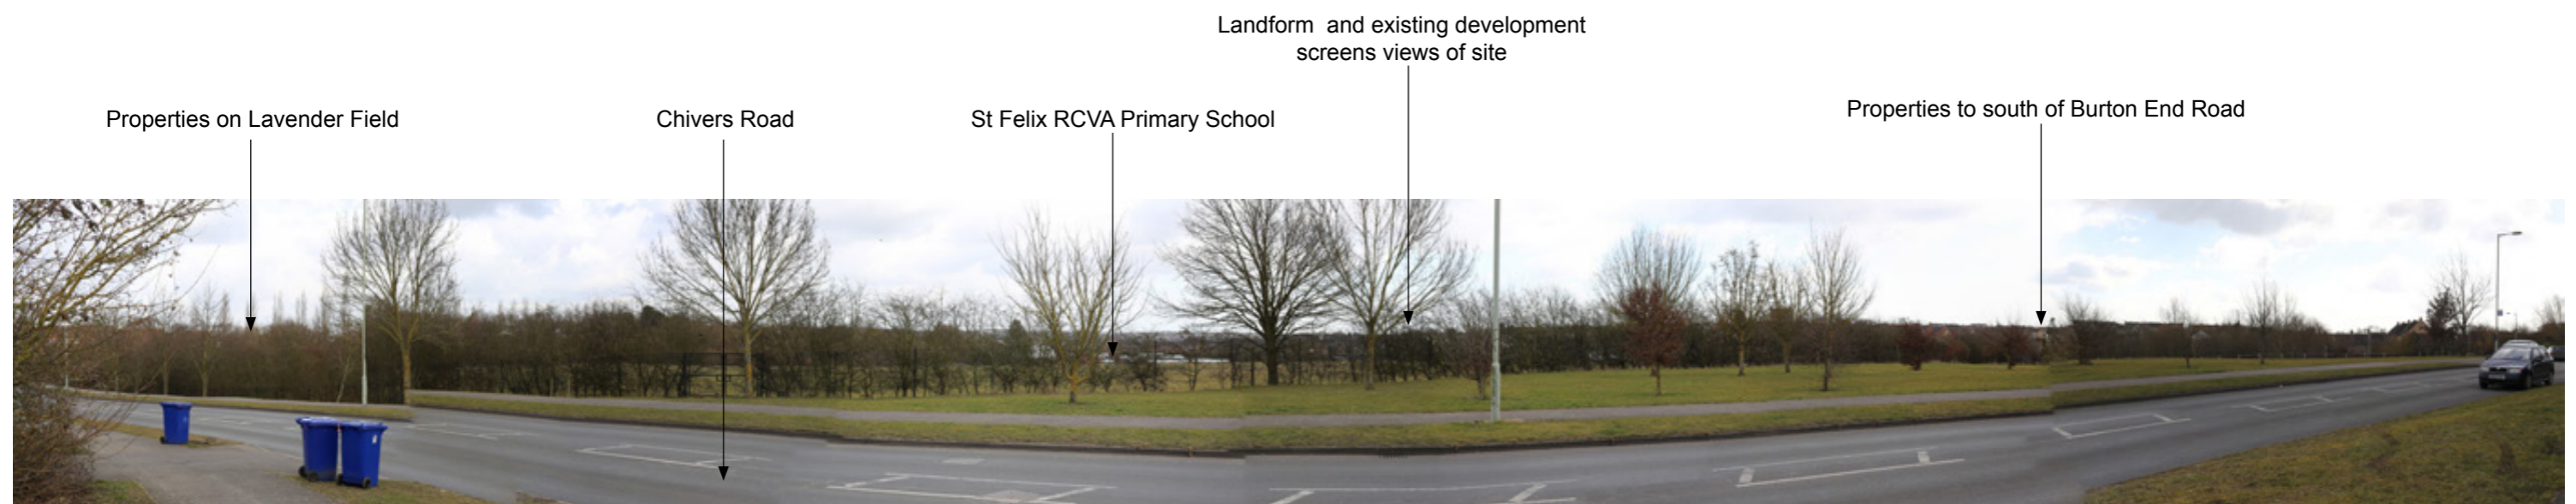 Landform and existing development
screens views of site
Properties on Lavender Field
Chivers Road
St Felix RCVA Primary School
Properties to south of Burton End Road